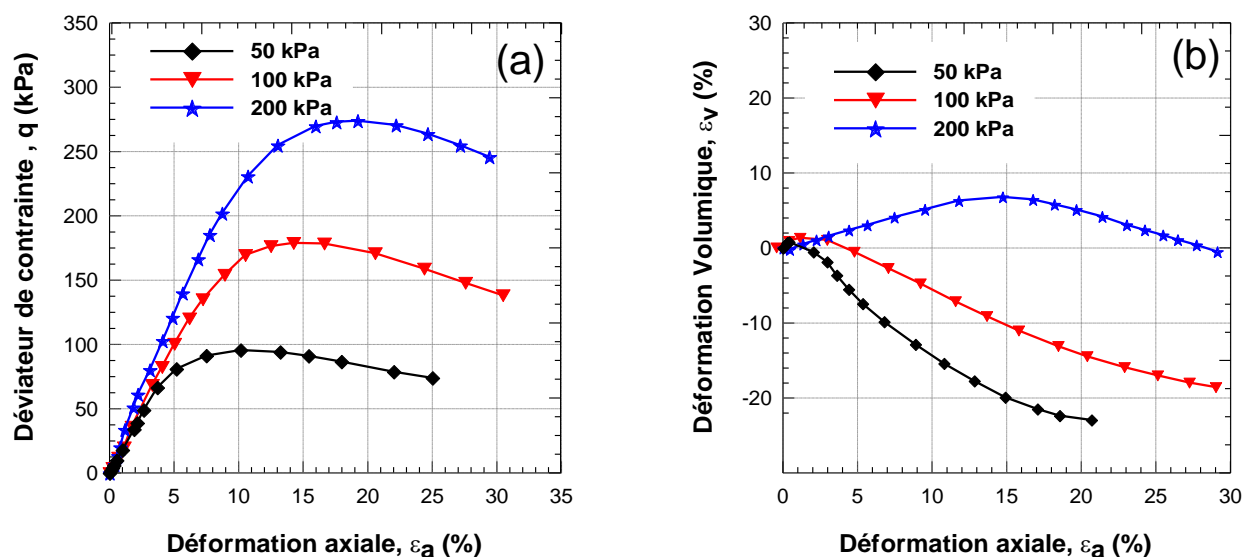 (a)
50 kPa
100 kPa
200 kPa
Déviateur de contrainte , q (kPa)
350
300
250
200
150
100
50
0
0 5 10 15 20 25 30 35
Déformation axiale, εa (%)
(b)
50 kPa
100 kPa
200 kPa
Déformation Volumique, εv (%)
30
20
10
0
-10
-20
0 5 10 15 20 25 30
Déformation axiale, εa (%)